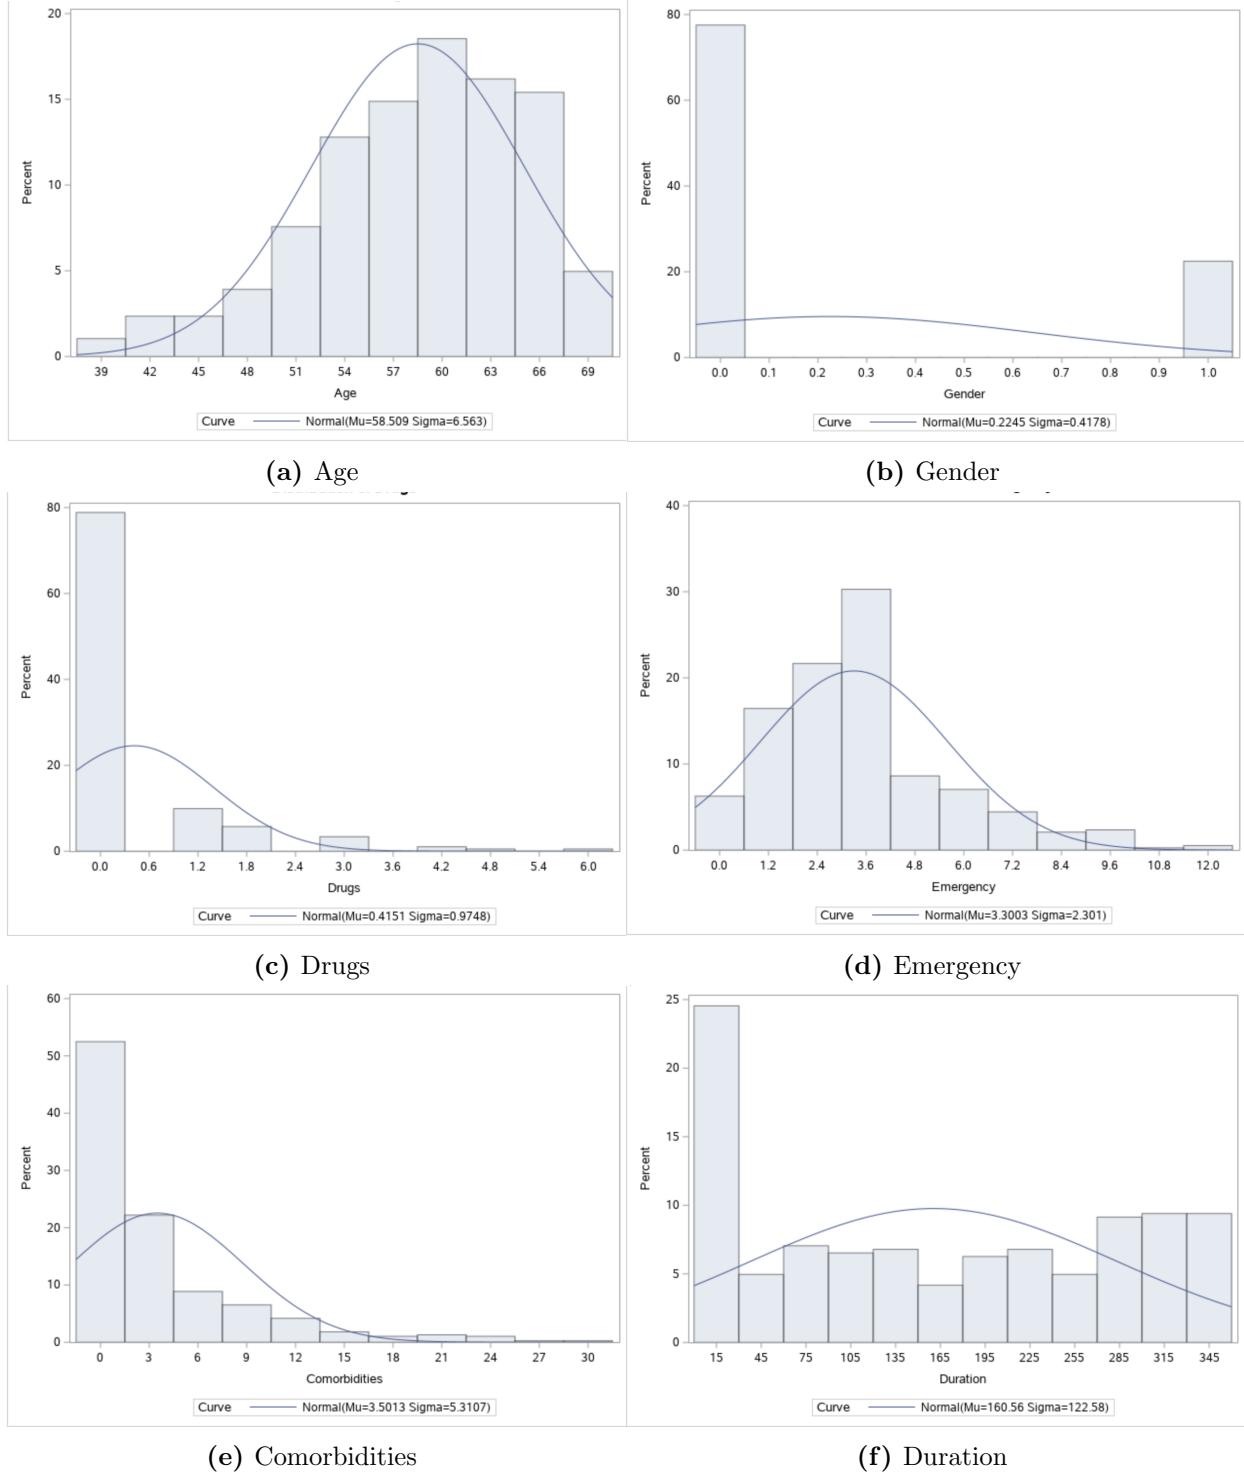 20
15
10
5
0
Percent
39 42 45 48 51 54 57 60 63 66 69
Age
Curve Normal(Mu=58.509 Sigma=6.563)
(a) Age
80
60
40
20
0
Percent
0.0 0.1 0.2 0.3 0.4 0.5 0.6 0.7 0.8 0.9 1.0
Gender
Curve Normal(Mu=0.2245 Sigma=0.4178)
(b) Gender
80
60
40
20
0
Percent
0.0 0.6 1.2 1.8 2.4 3.0 3.6 4.2 4.8 5.4 6.0
Drugs
Curve Normal(Mu=0.4151 Sigma=0.9748)
(c) Drugs
40
30
20
10
0
Percent
0.0 1.2 2.4 3.6 4.8 6.0 7.2 8.4 9.6 10.8 12.0
Emergency
Curve Normal(Mu=3.3003 Sigma=2.301)
(d) Emergency
60
50
40
30
20
10
0
Percent
0 3 6 9 12 15 18 21 24 27 30
Comorbidities
Curve Normal(Mu=3.5013 Sigma=5.3107)
(e) Comorbidities
25
20
15
10
5
0
Percent
15 45 75 105 135 165 195 225 255 285 315 345
Duration
Curve Normal(Mu=160.56 Sigma=122.58)
(f) Duration